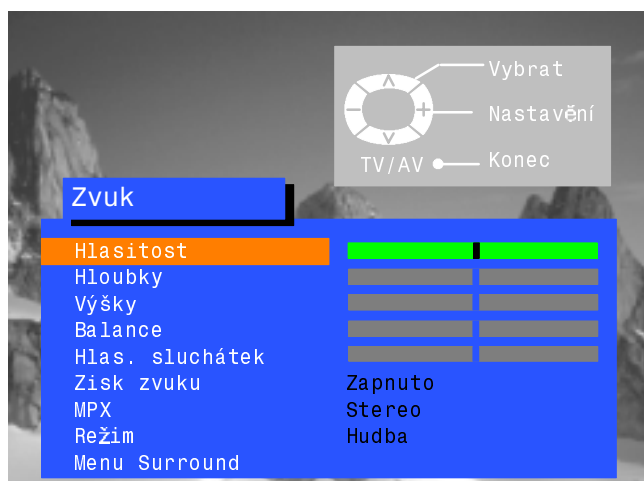 Vybrat
Nastavění
TV/AV Konec
Zvuk
Hlasitost
Hloubky
Výšky
Balance
Hlas. sluchátek
Zisk zvuku Zapnuto
MPX Stereo
Režim Hudba
Menu Surround